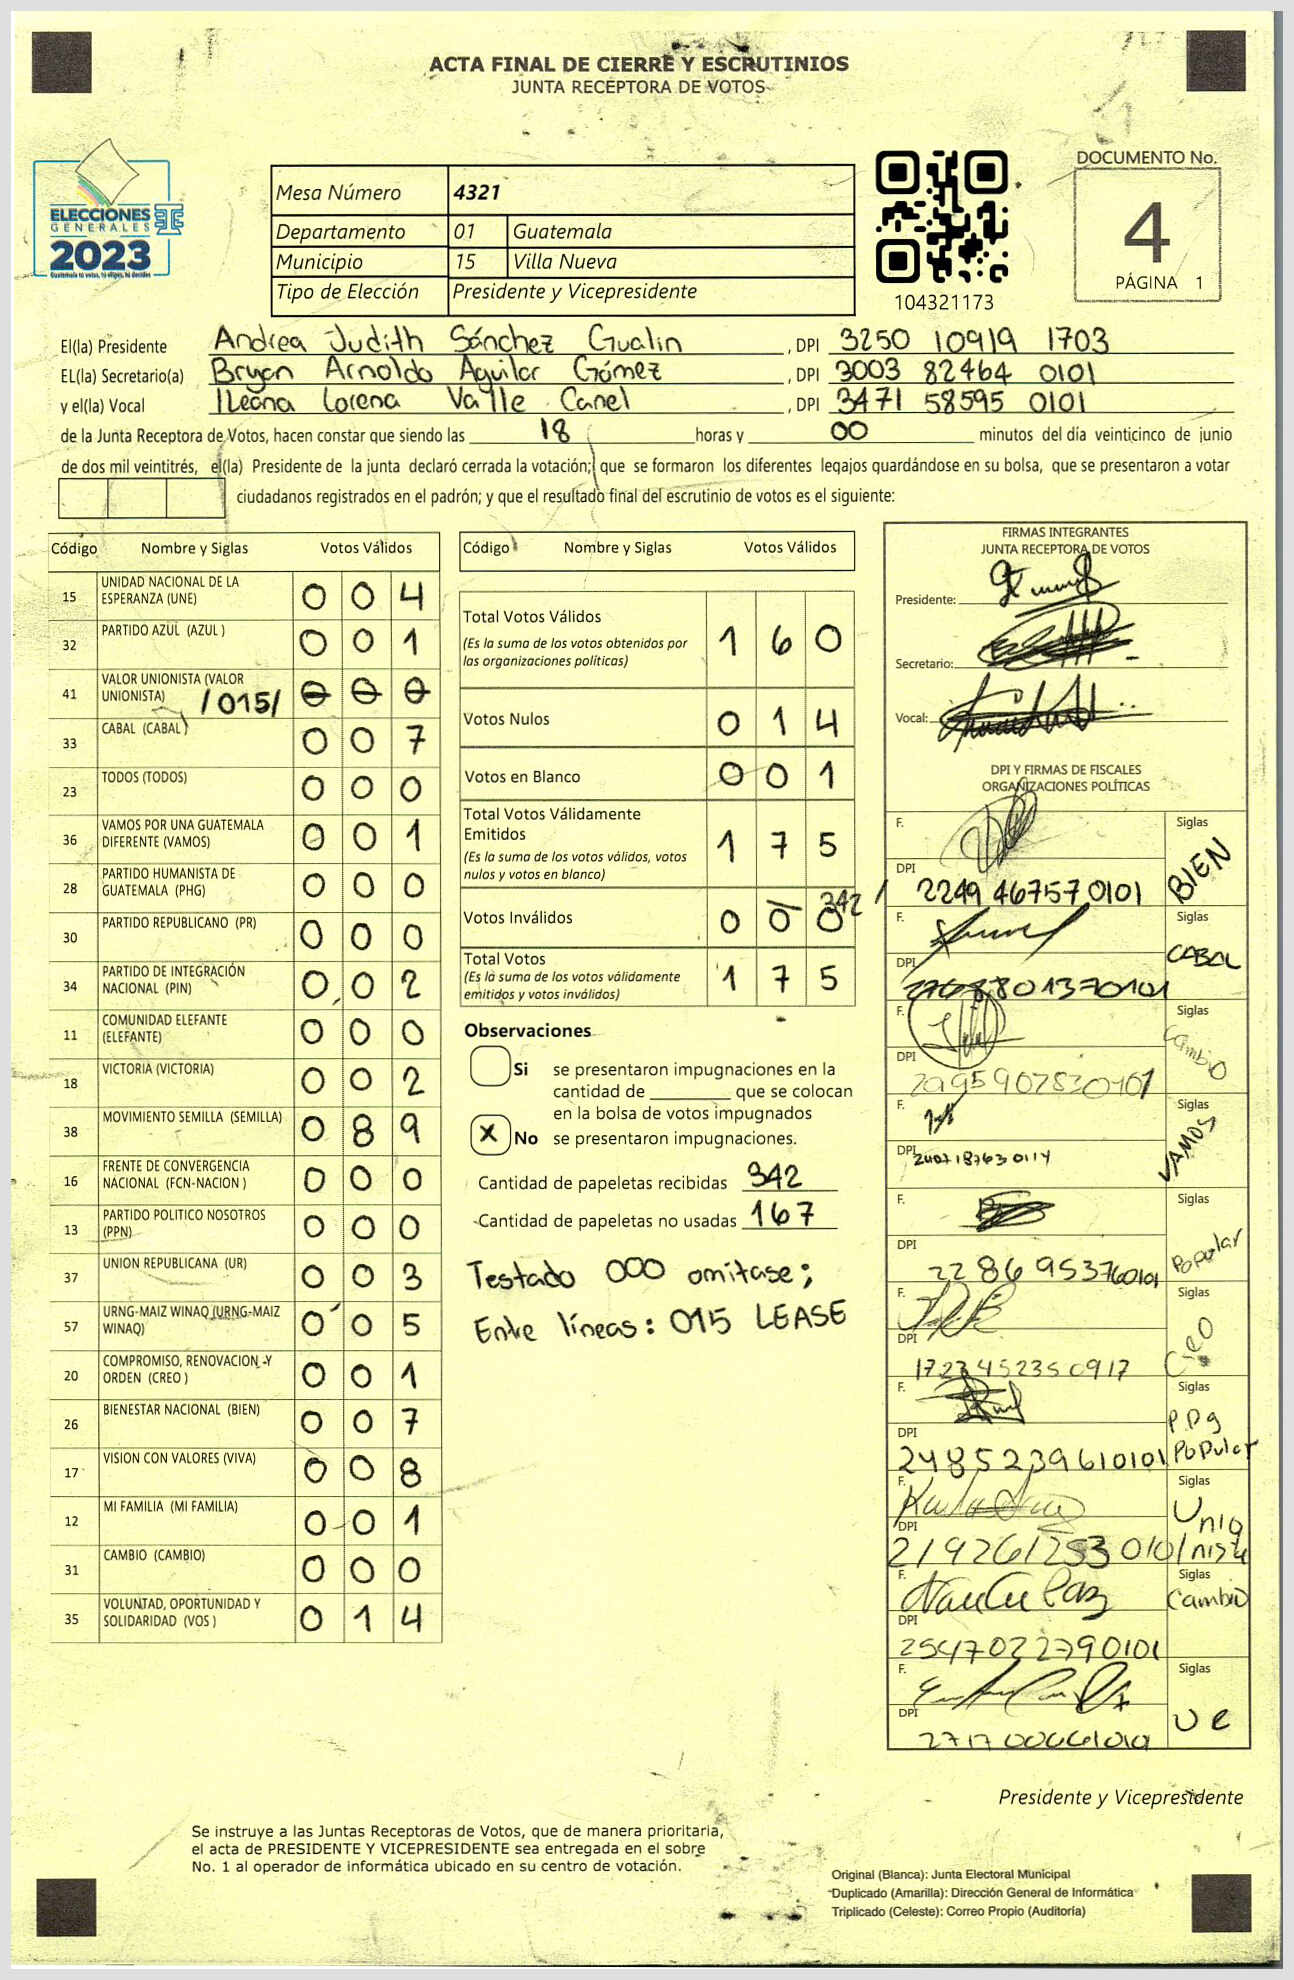 ACTA FINAL DE CIERRE Y ESCRUTINIOS
JUNTA RECEPTORA DE VOTOS
ELECCIONES
GENERALES
2023
Guatemala tu votas, tu eliges, tu decides
Mesa Número 4321
Departamento 01 Guatemala
Municipio 15 Villa Nueva
Tipo de Elección Presidente y Vicepresidente
104321173
DOCUMENTO No.
4
PÁGINA 1
El(la) Presidente Andrea Judith Sánchez Gualin , DPI 3250 10919 1703
EL(la) Secretario(a) Bryan Arnoldo Aguilar Gómez , DPI 3003 82464 0101
y el(la) Vocal ILeana Lorena Valle Canel , DPI 3471 58595 0101
de la Junta Receptora de Votos, hacen constar que siendo las 18 horas y 00 minutos del día veinticinco de junio
de dos mil veintitrés, el(la) Presidente de la junta declaró cerrada la votación; que se formaron los diferentes legajos guardándose en su bolsa, que se presentaron a votar
ciudadanos registrados en el padrón; y que el resultado final del escrutinio de votos es el siguiente:
Código Nombre y Siglas Votos Válidos
15 UNIDAD NACIONAL DE LA ESPERANZA (UNE) 0 0 4
32 PARTIDO AZUL (AZUL ) 0 0 1
41 VALOR UNIONISTA (VALOR UNIONISTA) /015/ 0 0 0
33 CABAL (CABAL ) 0 0 7
23 TODOS (TODOS) 0 0 0
36 VAMOS POR UNA GUATEMALA DIFERENTE (VAMOS) 0 0 1
28 PARTIDO HUMANISTA DE GUATEMALA (PHG) 0 0 0
30 PARTIDO REPUBLICANO (PR) 0 0 0
34 PARTIDO DE INTEGRACIÓN NACIONAL (PIN) 0 0 2
11 COMUNIDAD ELEFANTE (ELEFANTE) 0 0 0
18 VICTORIA (VICTORIA) 0 0 2
38 MOVIMIENTO SEMILLA (SEMILLA) 0 8 9
16 FRENTE DE CONVERGENCIA NACIONAL (FCN-NACION ) 0 0 0
13 PARTIDO POLITICO NOSOTROS (PPN) 0 0 0
37 UNION REPUBLICANA (UR) 0 0 3
57 URNG-MAIZ WINAQ (URNG-MAIZ WINAQ) 0 0 5
20 COMPROMISO, RENOVACION Y ORDEN (CREO ) 0 0 1
26 BIENESTAR NACIONAL (BIEN) 0 0 7
17 VISION CON VALORES (VIVA) 0 0 8
12 MI FAMILIA (MI FAMILIA) 0 0 1
31 CAMBIO (CAMBIO) 0 0 0
35 VOLUNTAD, OPORTUNIDAD Y SOLIDARIDAD (VOS ) 0 1 4
Código Nombre y Siglas Votos Válidos
Total Votos Válidos 1 6 0
(Es la suma de los votos obtenidos por
las organizaciones políticas)
Votos Nulos 0 1 4
Votos en Blanco 0 0 1
Total Votos Válidamente
Emitidos 1 7 5
(Es la suma de los votos válidos, votos
nulos y votos en blanco)
342 /
Votos Inválidos 0 0 0
Total Votos 1 7 5
(Es la suma de los votos válidamente
emitidos y votos inválidos)
Observaciones
Si se presentaron impugnaciones en la
cantidad de ________ que se colocan
en la bolsa de votos impugnados
X No se presentaron impugnaciones.
Cantidad de papeletas recibidas 342
Cantidad de papeletas no usadas 167
Testado 000 omitase;
Entre líneas: 015 LEASE
FIRMAS INTEGRANTES
JUNTA RECEPTORA DE VOTOS
Presidente:
Secretario:
Vocal:
DPI Y FIRMAS DE FISCALES
ORGANIZACIONES POLÍTICAS
F. Siglas BIEN
DPI 2249 46757 0101
F. Siglas CABAL
DPI
F. Siglas Cambio
DPI
F. Siglas VAMOS
DPI
F. Siglas Popular
DPI 2286 95376 0101
F. Siglas Creo
DPI 1723452350917
F. Siglas P.Dg Popular
DPI 2485239610101
F. Siglas Unionista
DPI 219261253 0101
F. Siglas Cambio
DPI 2547022790101
F. Siglas UR
DPI
Presidente y Vicepresidente
Se instruye a las Juntas Receptoras de Votos, que de manera prioritaria,
el acta de PRESIDENTE Y VICEPRESIDENTE sea entregada en el sobre
No. 1 al operador de informática ubicado en su centro de votación.
Original (Blanca): Junta Electoral Municipal
Duplicado (Amarilla): Dirección General de Informática
Triplicado (Celeste): Correo Propio (Auditoría)